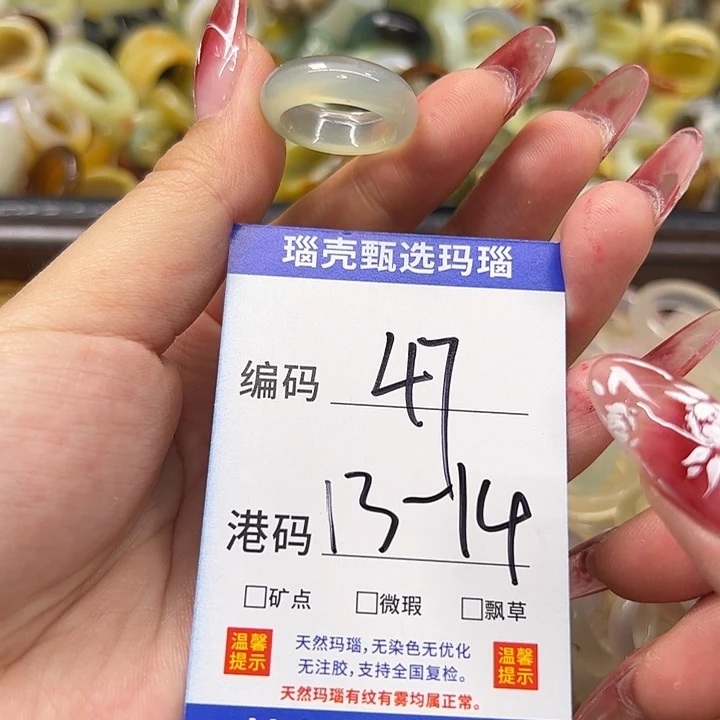 瑙壳甄选玛瑙
编码 47
港码 13-14
□矿点 □微瑕 □飘草
温馨提示
天然玛瑙,无染色无优化
无注胶,支持全国复检。
温馨提示
天然玛瑙有纹有雾均属正常。